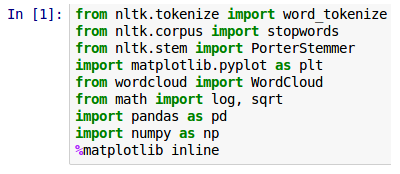 In [1]: from nltk.tokenize import word_tokenize
from nltk.corpus import stopwords
from nltk.stem import PorterStemmer
import matplotlib.pyplot as plt
from wordcloud import WordCloud
from math import log, sqrt
import pandas as pd
import numpy as np
%matplotlib inline